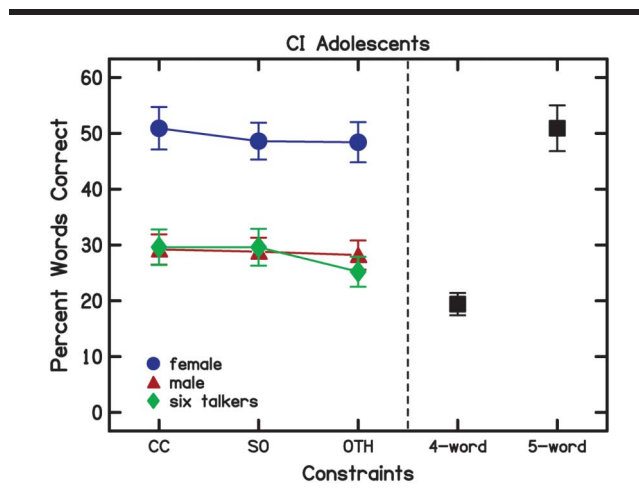 CI Adolescents
60
50
40
30
20
10
0
Percent Words Correct
female
male
six talkers
CC SO OTH 4-word 5-word
Constraints